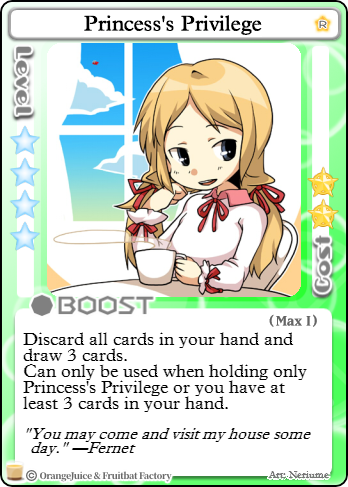 Princess's Privilege
R
Level
Cost
BOOST
(Max 1)
Discard all cards in your hand and
draw 3 cards.
Can only be used when holding only
Princess's Privilege or you have at
least 3 cards in your hand.
"You may come and visit my house some
day." —Fernet
© OrangeJuice & Fruitbat Factory
Art: Neriume